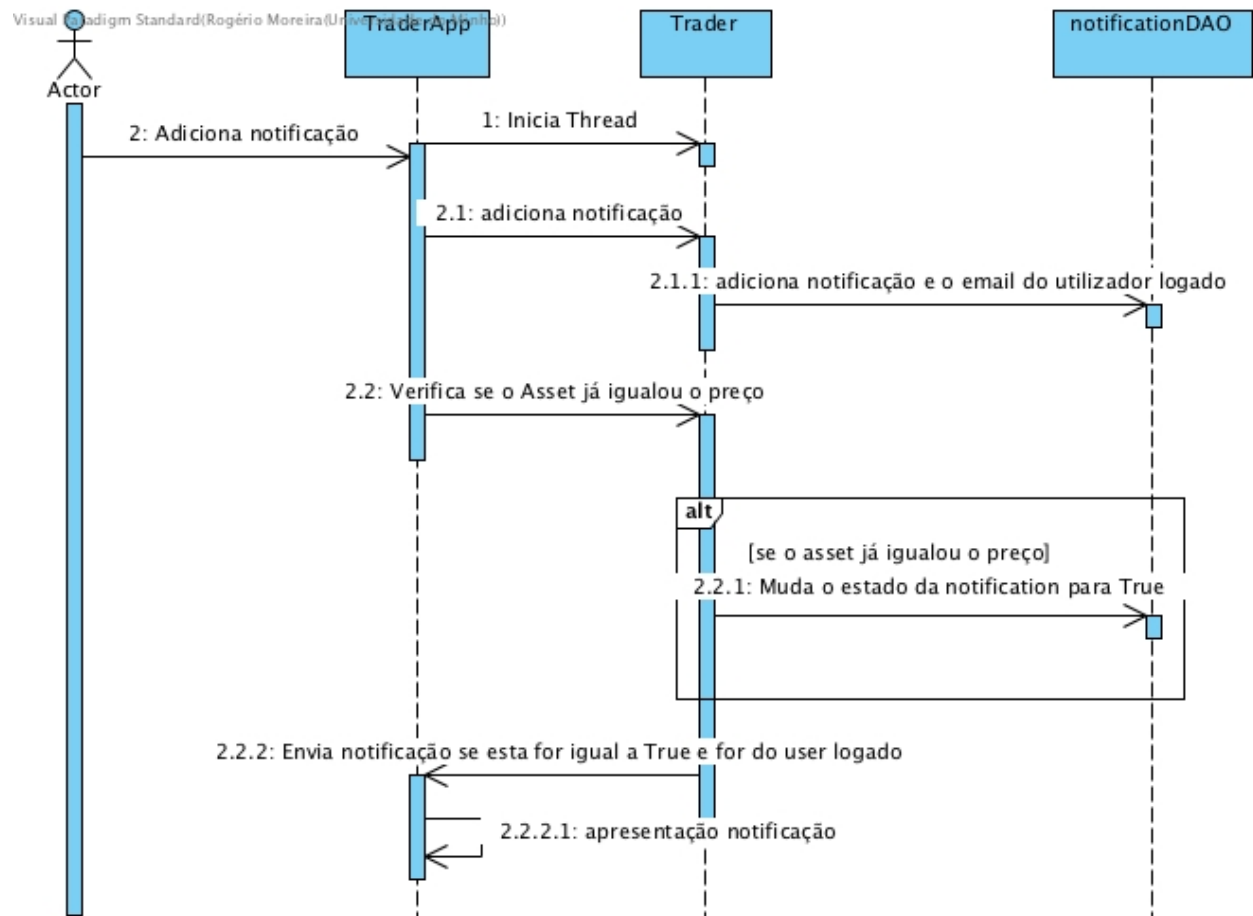 Visual Paradigm Standard(Rogério Moreira(Universidade do Minho))
TraderApp
Trader
notificationDAO
Actor
1: Inicia Thread
2: Adiciona notificação
2.1: adiciona notificação
2.1.1: adiciona notificação e o email do utilizador logado
2.2: Verifica se o Asset já igualou o preço
alt
[se o asset já igualou o preço]
2.2.1: Muda o estado da notification para True
2.2.2: Envia notificação se esta for igual a True e for do user logado
2.2.2.1: apresentação notificação